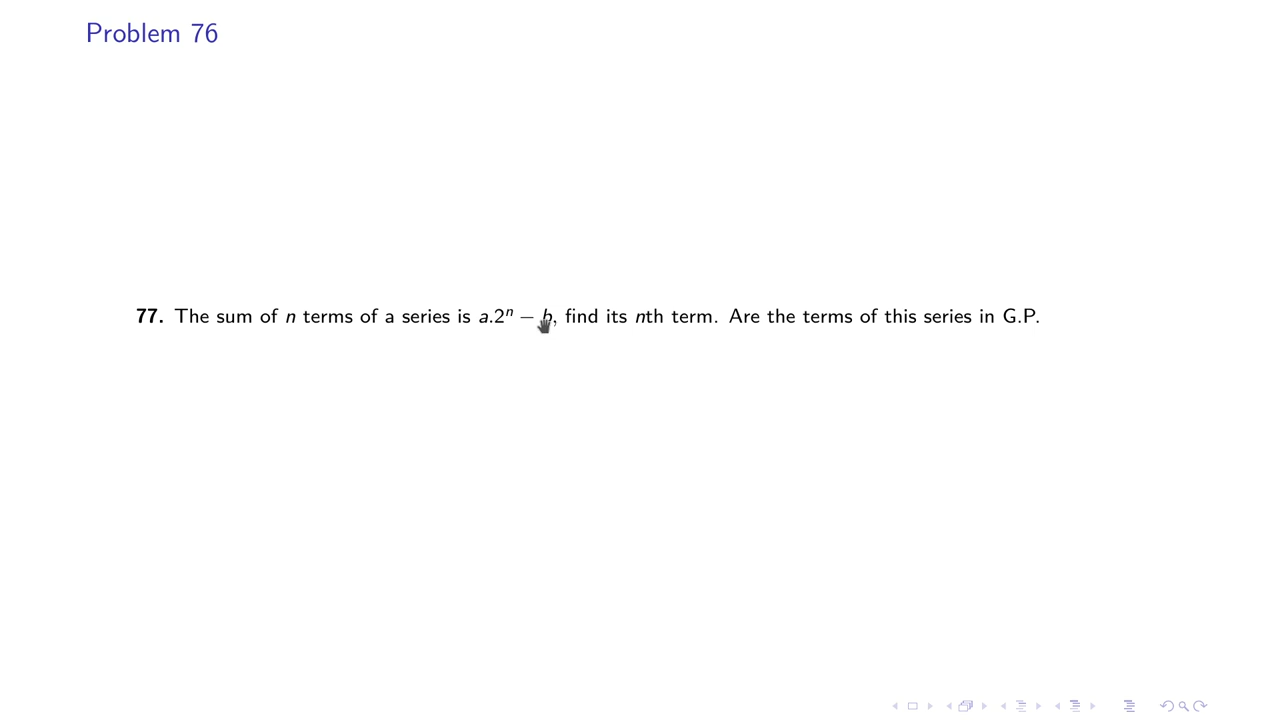 Problem 76
77. The sum of n terms of a series is a.2ⁿ − b, find its nth term. Are the terms of this series in G.P.